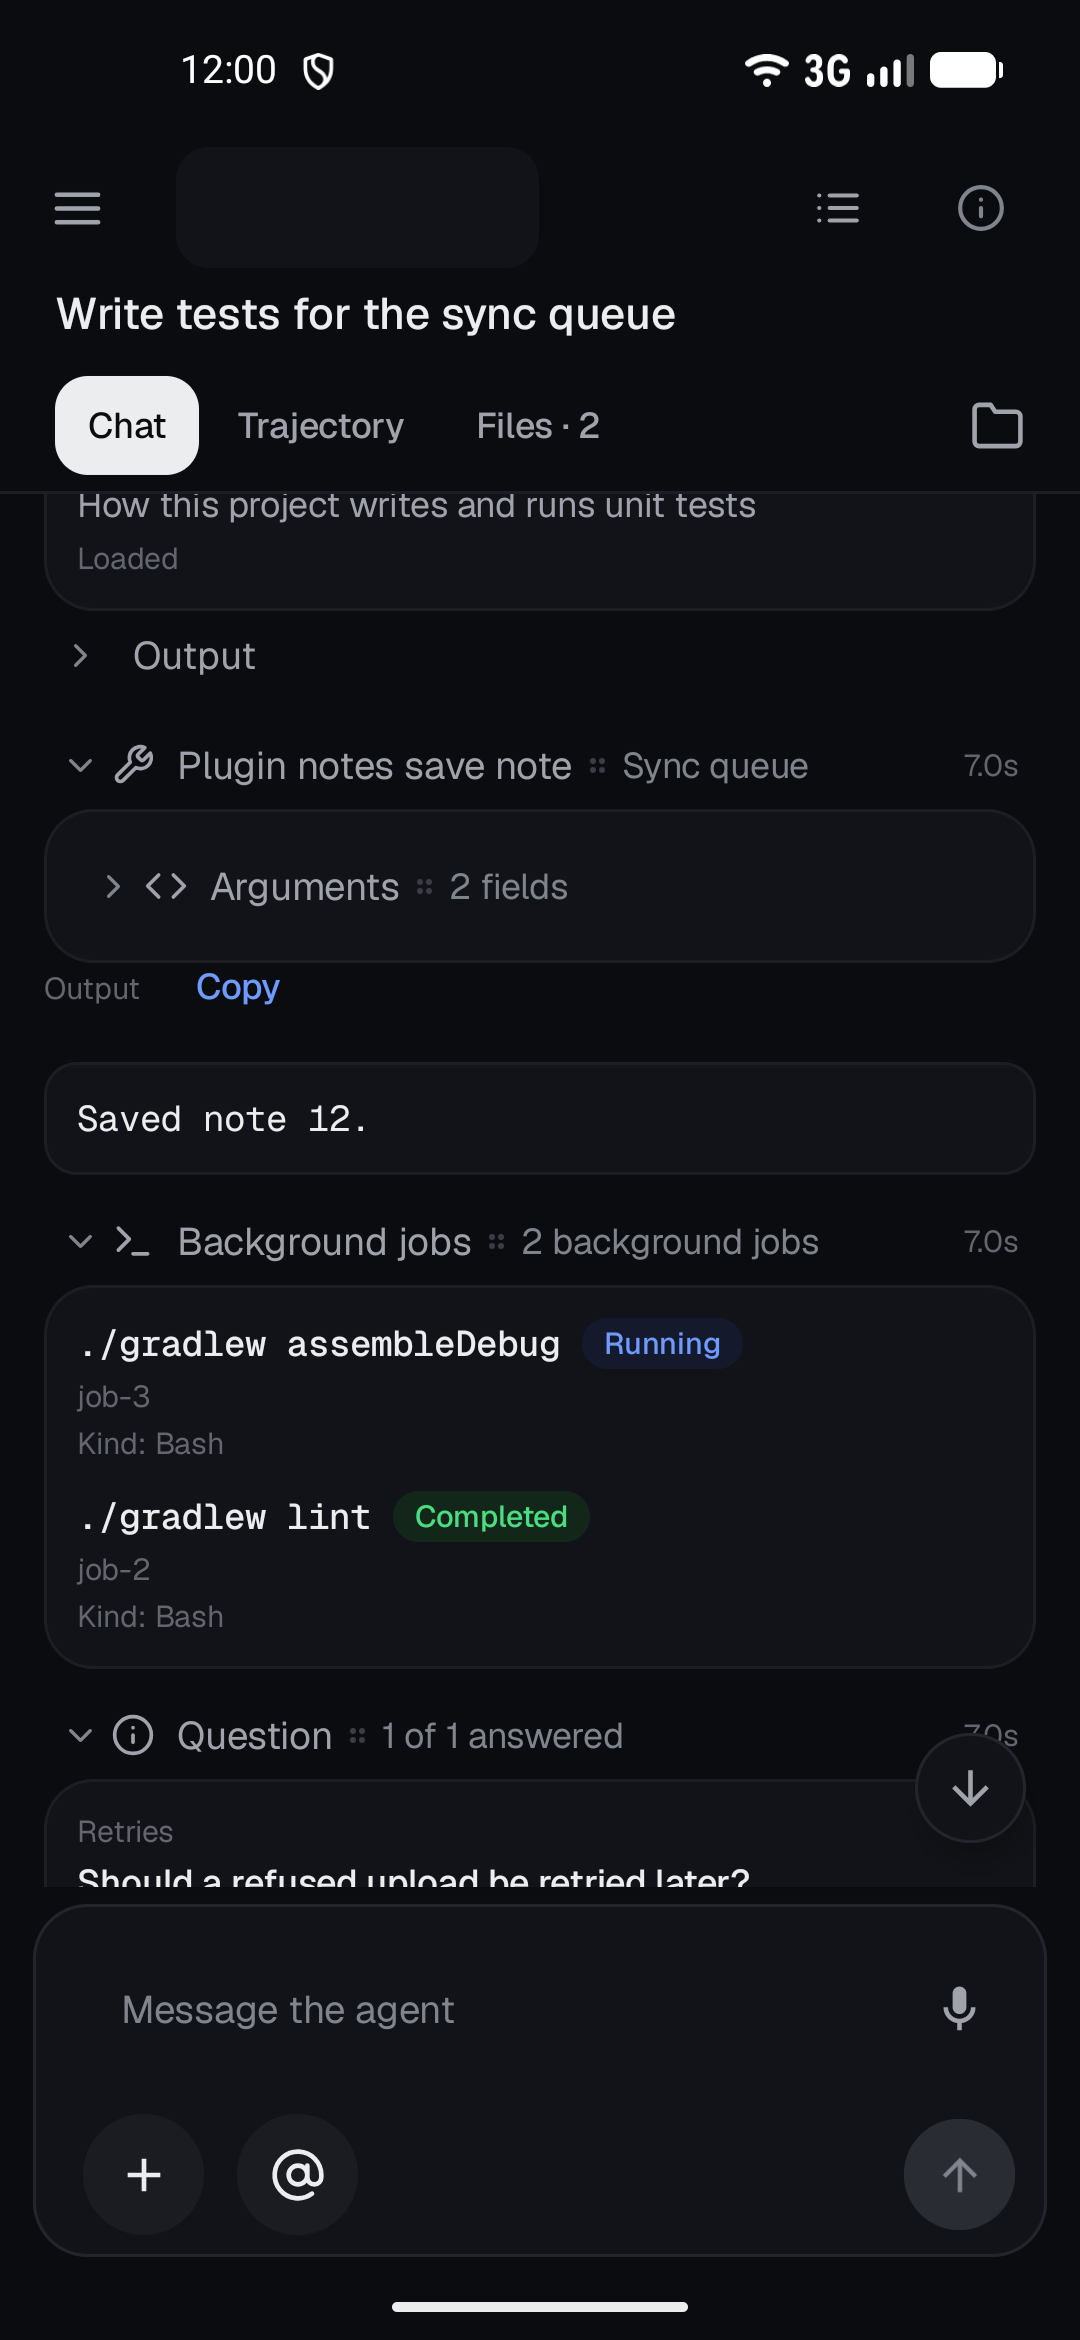 12:00
3G
Write tests for the sync queue
Chat
Trajectory
Files · 2
How this project writes and runs unit tests
Loaded
Output
Plugin notes save note
Sync queue
7.0s
Arguments
2 fields
Output
Copy
Saved note 12.
Background jobs
2 background jobs
7.0s
./gradlew assembleDebug
Running
job-3
Kind: Bash
./gradlew lint
Completed
job-2
Kind: Bash
Question
1 of 1 answered
7.0s
Retries
Should a refused upload be retried later?
Message the agent